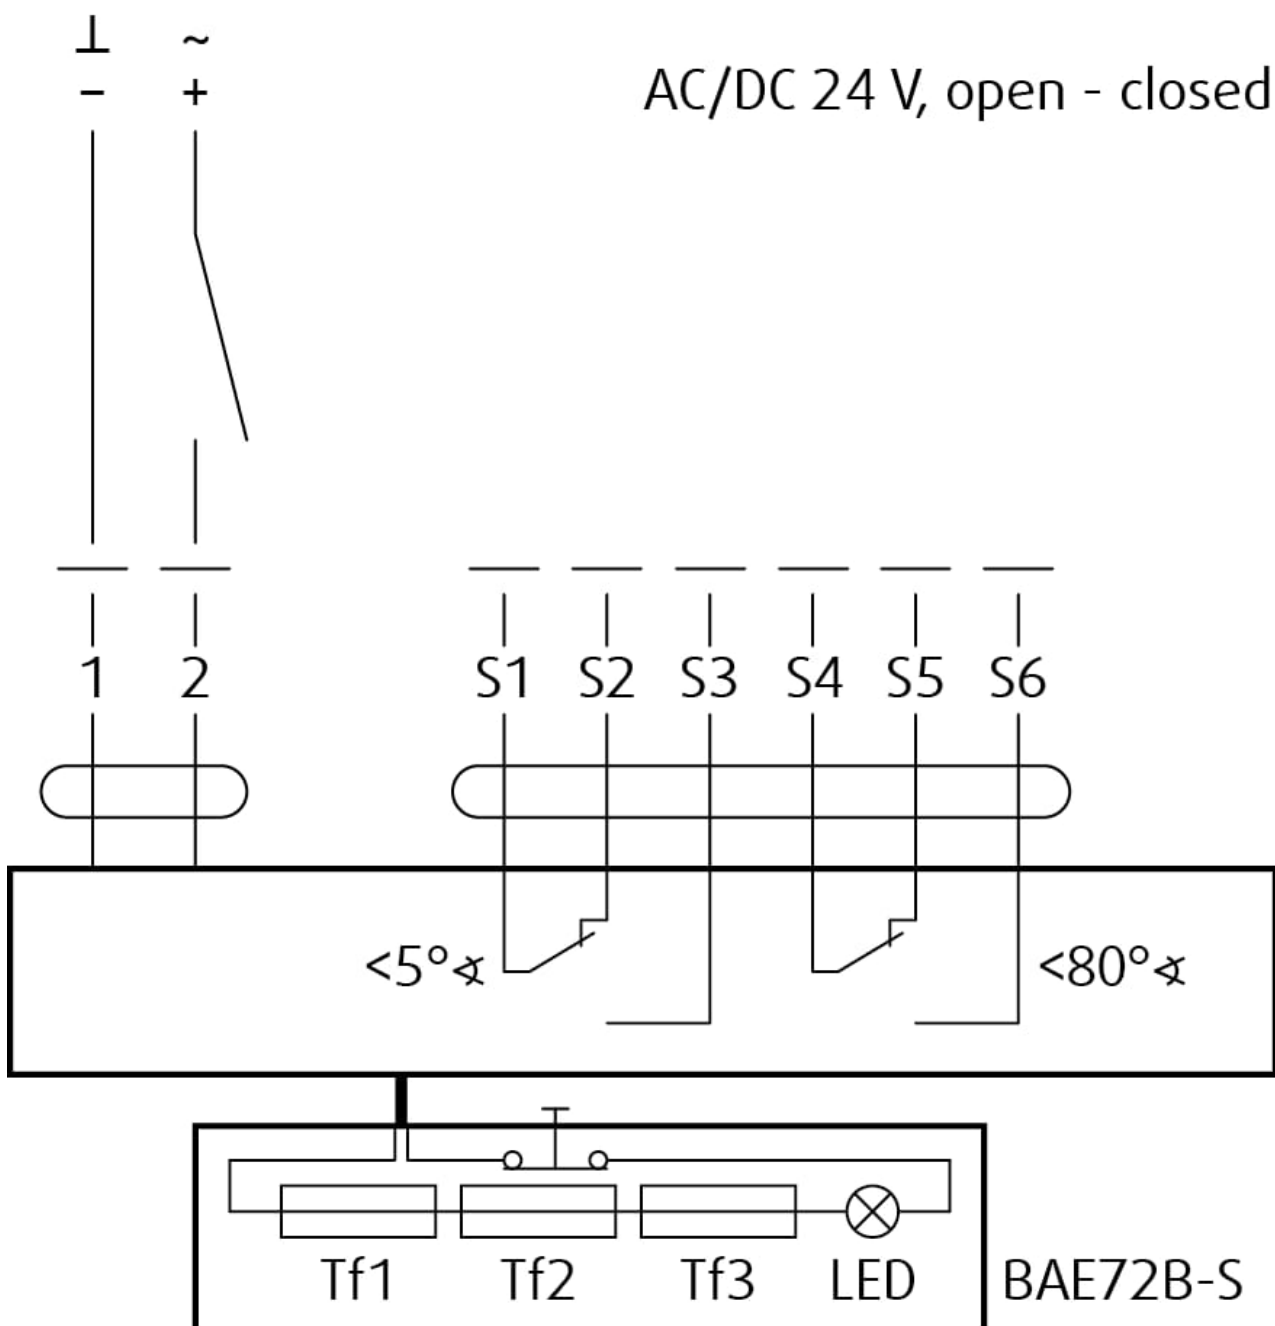 ⊥ ~
− +
AC/DC 24 V, open - closed
1 2 S1 S2 S3 S4 S5 S6
<5°∢ <80°∢
Tf1 Tf2 Tf3 LED BAE72B-S